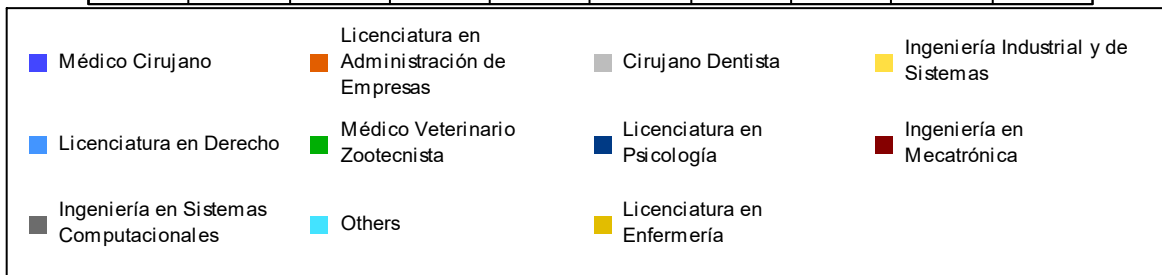 Médico Cirujano
Licenciatura en
Administración de
Empresas
Cirujano Dentista
Ingeniería Industrial y de
Sistemas
Licenciatura en Derecho
Médico Veterinario
Zootecnista
Licenciatura en
Psicología
Ingeniería en
Mecatrónica
Ingeniería en Sistemas
Computacionales
Others
Licenciatura en
Enfermería